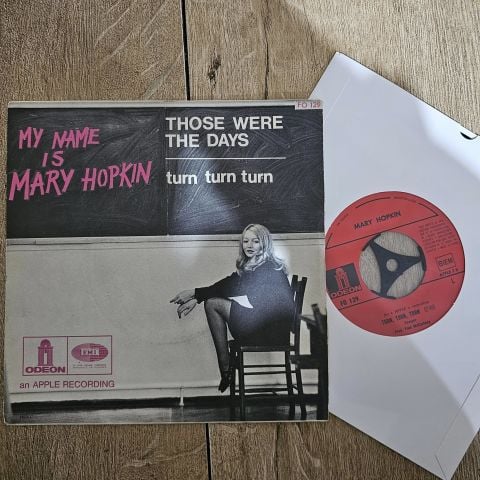 FO 129
MY NAME
IS
MARY HOPKIN
THOSE WERE
THE DAYS
turn turn turn
ODEON
EMI
an APPLE RECORDING
MARY HOPKIN
ODEON
FO 129
BIEM
TURN, TURN, TURN